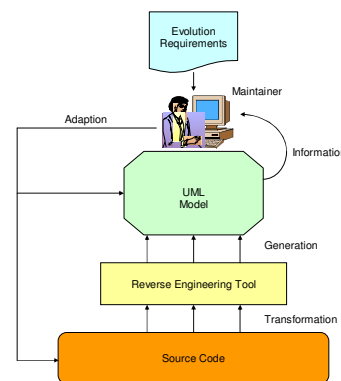 Evolution
Requirements
Maintainer
Adaption
Information
UML
Model
Generation
Reverse Engineering Tool
Transformation
Source Code